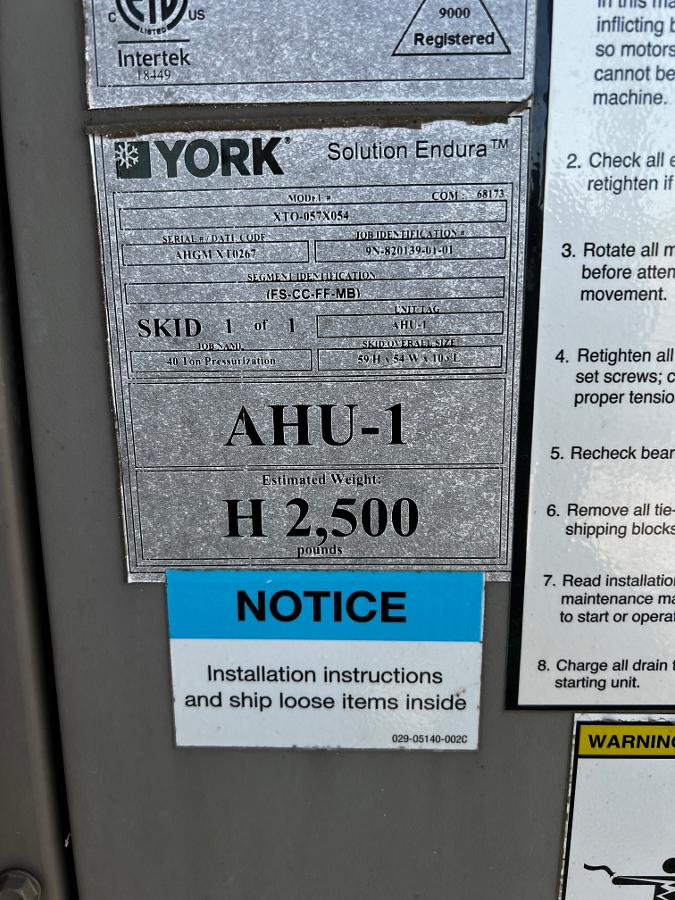 C US
LISTED
Intertek
18449
9000
Registered
YORK® Solution Endura™
MODEL # COM: 68173
XTO-057X054
SERIAL #/ DATE CODE JOB IDENTIFICATION #
AHGM XT0267 9N-820139-01-01
SEGMENT IDENTIFICATION
(FS-CC-FF-MB)
SKID 1 of 1
UNIT TAG
AHU-1
JOB NAME SKID OVERALL SIZE
40 Ton Pressurization 59 H x 54 W x 105 L
AHU-1
Estimated Weight:
H 2,500
pounds
NOTICE
Installation instructions
and ship loose items inside
029-05140-002C
in this ma
inflicting
so motors
cannot be
machine.
2. Check all
retighten if
3. Rotate all
before atten
movement.
4. Retighten all
set screws;
proper tensio
5. Recheck bear
6. Remove all tie-
shipping blocks
7. Read installatio
maintenance ma
to start or operat
8. Charge all drain
starting unit.
WARNING